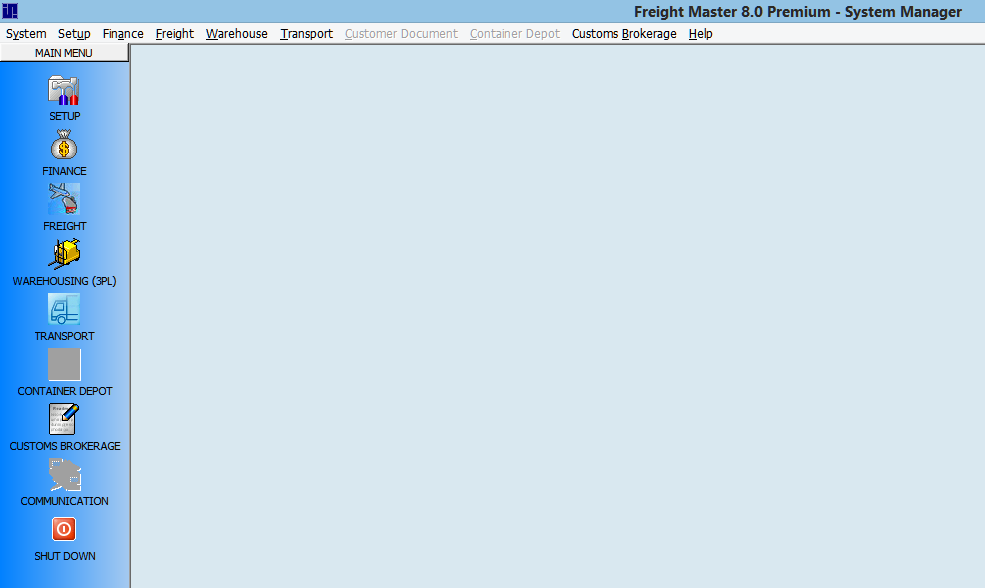 Freight Master 8.0 Premium - System Manager
System Setup Finance Freight Warehouse Transport Customer Document Container Depot Customs Brokerage Help
MAIN MENU
SETUP
FINANCE
FREIGHT
WAREHOUSING (3PL)
TRANSPORT
CONTAINER DEPOT
CUSTOMS BROKERAGE
COMMUNICATION
SHUT DOWN